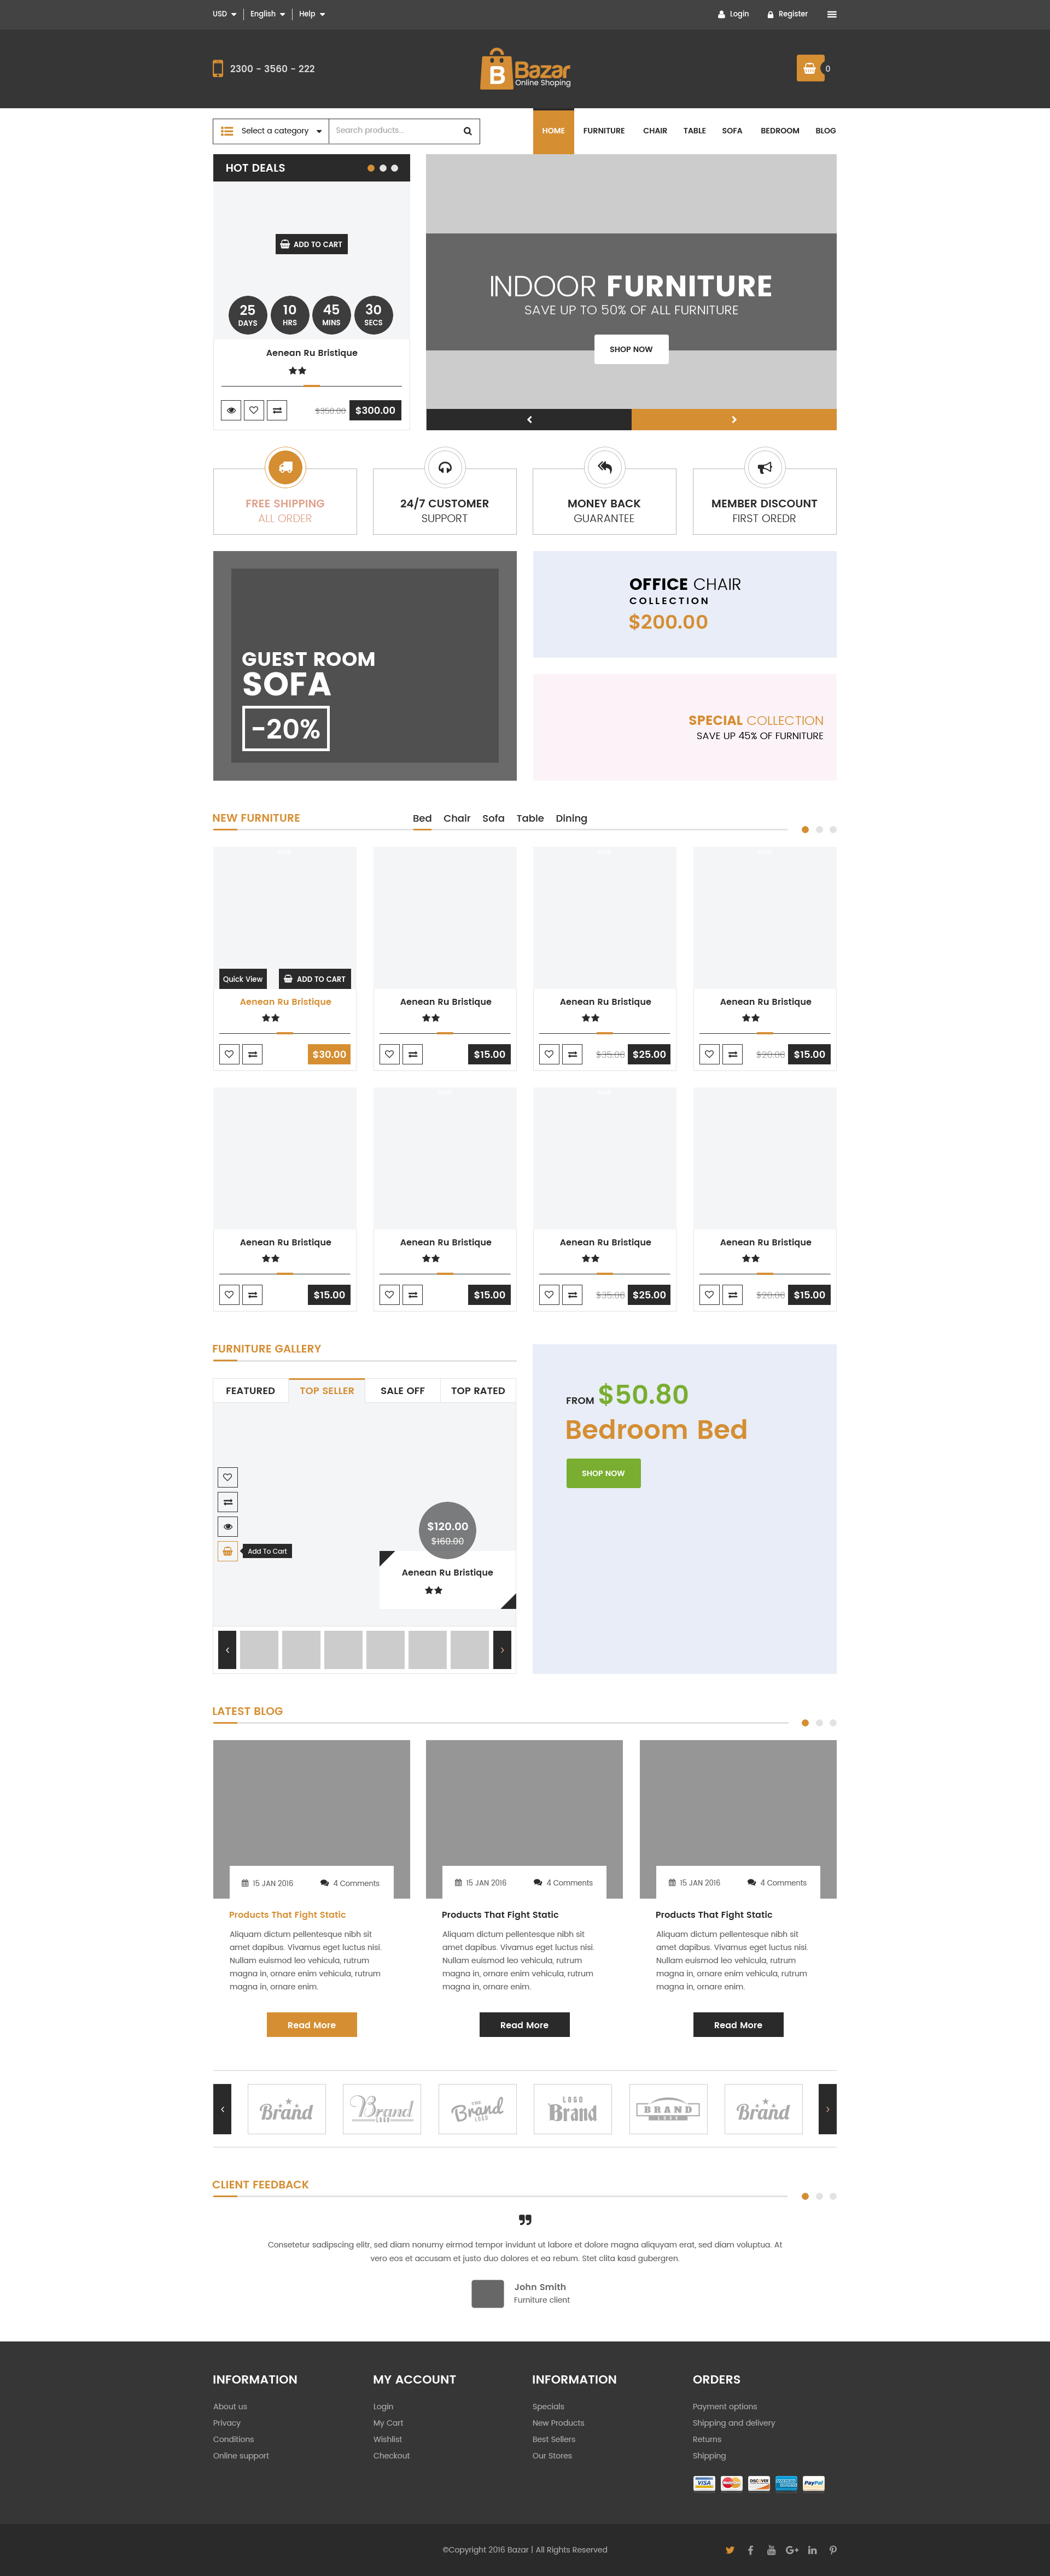 USD English Help Login Register
2300 - 3560 - 222
B Bazar
Online Shoping
0
Select a category Search products...
HOME FURNITURE CHAIR TABLE SOFA BEDROOM BLOG
HOT DEALS
ADD TO CART
25 DAYS 10 HRS 45 MINS 30 SECS
Aenean Ru Bristique
$350.00 $300.00
INDOOR FURNITURE
SAVE UP TO 50% OF ALL FURNITURE
SHOP NOW
FREE SHIPPING
ALL ORDER
24/7 CUSTOMER
SUPPORT
MONEY BACK
GUARANTEE
MEMBER DISCOUNT
FIRST OREDR
GUEST ROOM
SOFA
-20%
OFFICE CHAIR
COLLECTION
$200.00
SPECIAL COLLECTION
SAVE UP 45% OF FURNITURE
NEW FURNITURE
Bed Chair Sofa Table Dining
Quick View ADD TO CART
Aenean Ru Bristique
$30.00
Aenean Ru Bristique
$15.00
Aenean Ru Bristique
$35.00 $25.00
Aenean Ru Bristique
$20.00 $15.00
Aenean Ru Bristique
$15.00
Aenean Ru Bristique
$15.00
Aenean Ru Bristique
$35.00 $25.00
Aenean Ru Bristique
$20.00 $15.00
FURNITURE GALLERY
FEATURED TOP SELLER SALE OFF TOP RATED
Add To Cart
$120.00
$160.00
Aenean Ru Bristique
FROM $50.80
Bedroom Bed
SHOP NOW
LATEST BLOG
15 JAN 2016 4 Comments
Products That Fight Static
Aliquam dictum pellentesque nibh sit
amet dapibus. Vivamus eget luctus nisi.
Nullam euismod leo vehicula, rutrum
magna in, ornare enim vehicula, rutrum
magna in, ornare enim.
Read More
15 JAN 2016 4 Comments
Products That Fight Static
Aliquam dictum pellentesque nibh sit
amet dapibus. Vivamus eget luctus nisi.
Nullam euismod leo vehicula, rutrum
magna in, ornare enim vehicula, rutrum
magna in, ornare enim.
Read More
15 JAN 2016 4 Comments
Products That Fight Static
Aliquam dictum pellentesque nibh sit
amet dapibus. Vivamus eget luctus nisi.
Nullam euismod leo vehicula, rutrum
magna in, ornare enim vehicula, rutrum
magna in, ornare enim.
Read More
Brand
Brand
LOGO
THE
Brand
LOGO
LOGO
Brand
BRAND
Brand
CLIENT FEEDBACK
Consetetur sadipscing elitr, sed diam nonumy eirmod tempor invidunt ut labore et dolore magna aliquyam erat, sed diam voluptua. At
vero eos et accusam et justo duo dolores et ea rebum. Stet clita kasd gubergren.
John Smith
Furniture client
INFORMATION
About us
Privacy
Conditions
Online support
MY ACCOUNT
Login
My Cart
Wishlist
Checkout
INFORMATION
Specials
New Products
Best Sellers
Our Stores
ORDERS
Payment options
Shipping and delivery
Returns
Shipping
VISA MasterCard DISCOVER AMERICAN EXPRESS PayPal
©Copyright 2016 Bazar | All Rights Reserved